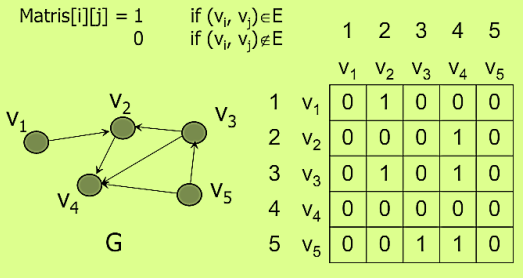 Matris[i][j] = 1 if (vᵢ, vⱼ)∈E
0 if (vᵢ, vⱼ)∉E
v₁
v₂
v₃
v₄
v₅
G
1 2 3 4 5
v₁ v₂ v₃ v₄ v₅
1 v₁ 0 1 0 0 0
2 v₂ 0 0 0 1 0
3 v₃ 0 1 0 1 0
4 v₄ 0 0 0 0 0
5 v₅ 0 0 1 1 0